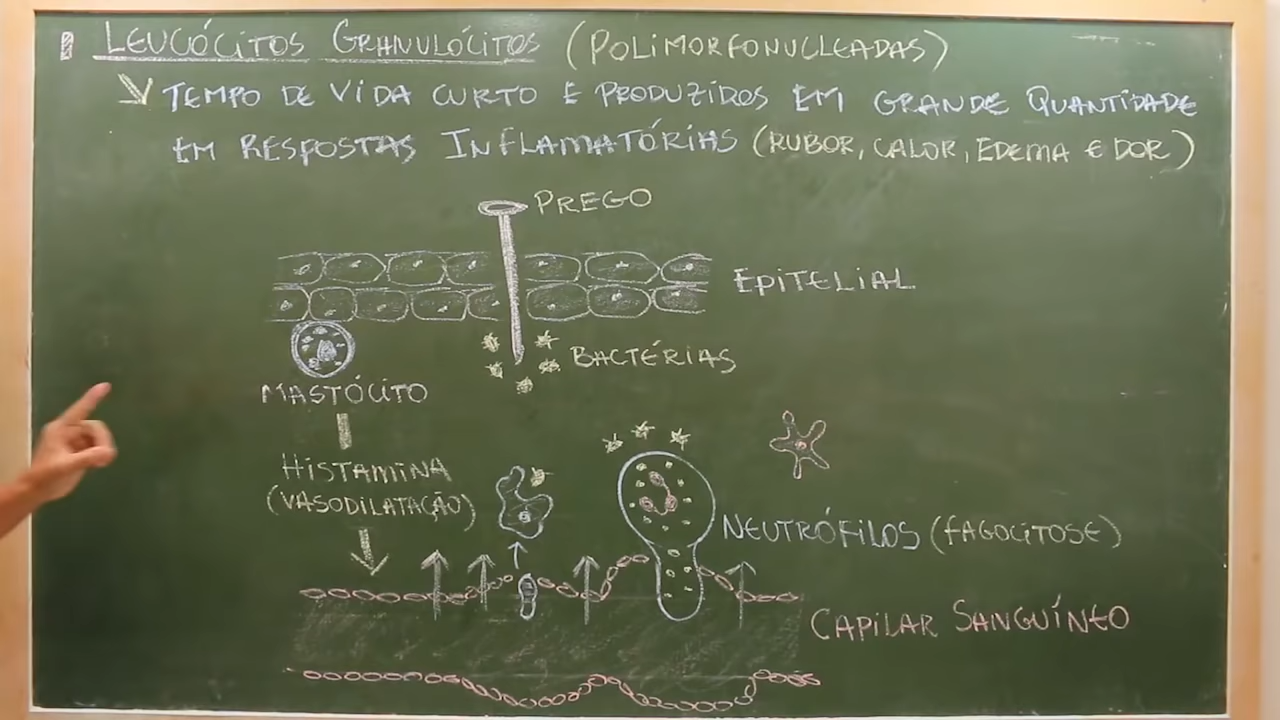 LEUCÓCITOS GRANULÓCITOS (POLIMORFONUCLEADAS)
TEMPO DE VIDA CURTO E PRODUZIDOS EM GRANDE QUANTIDADE
EM RESPOSTAS INFLAMATÓRIAS (RUBOR, CALOR, EDEMA E DOR)
PREGO
EPITELIAL
BACTÉRIAS
MASTÓCITO
HISTAMINA
(VASODILATAÇÃO)
NEUTRÓFILOS (FAGOCITOSE)
CAPILAR SANGUÍNEO